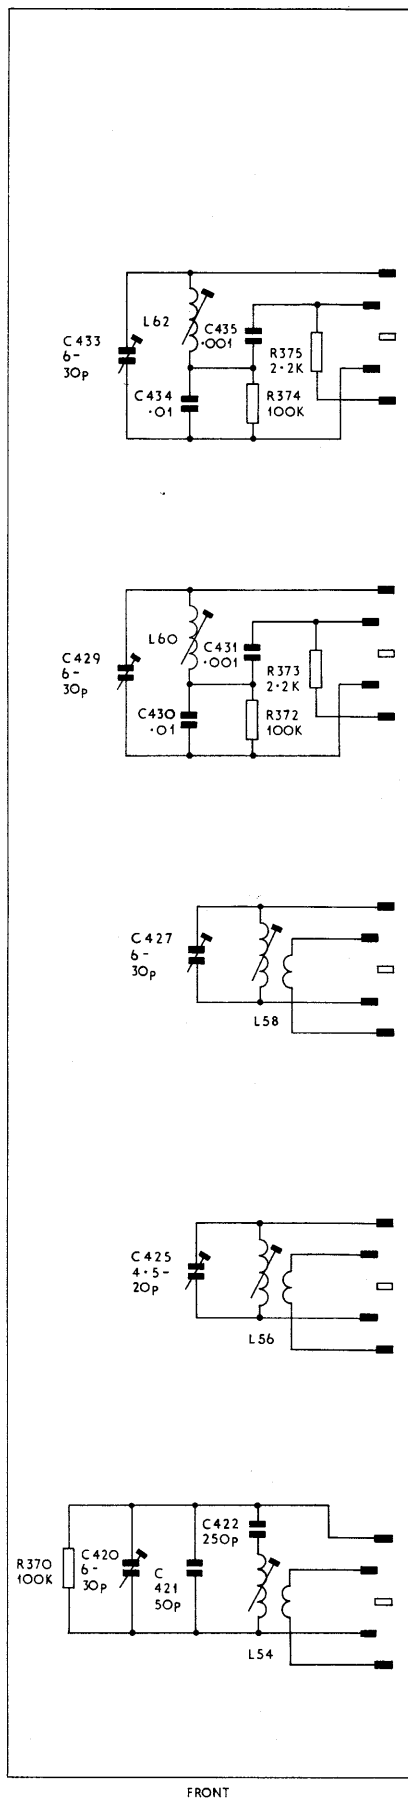 L62
C433
6-
30p
C435
.001
R375
2.2K
C434
.01
R374
100K
L60
C429
6-
30p
C431
.001
R373
2.2K
C430
.01
R372
100K
C427
6-
30p
L58
C425
4.5-
20p
L56
C422
250p
R370
100K
C420
6-
30p
C
421
50p
L54
FRONT